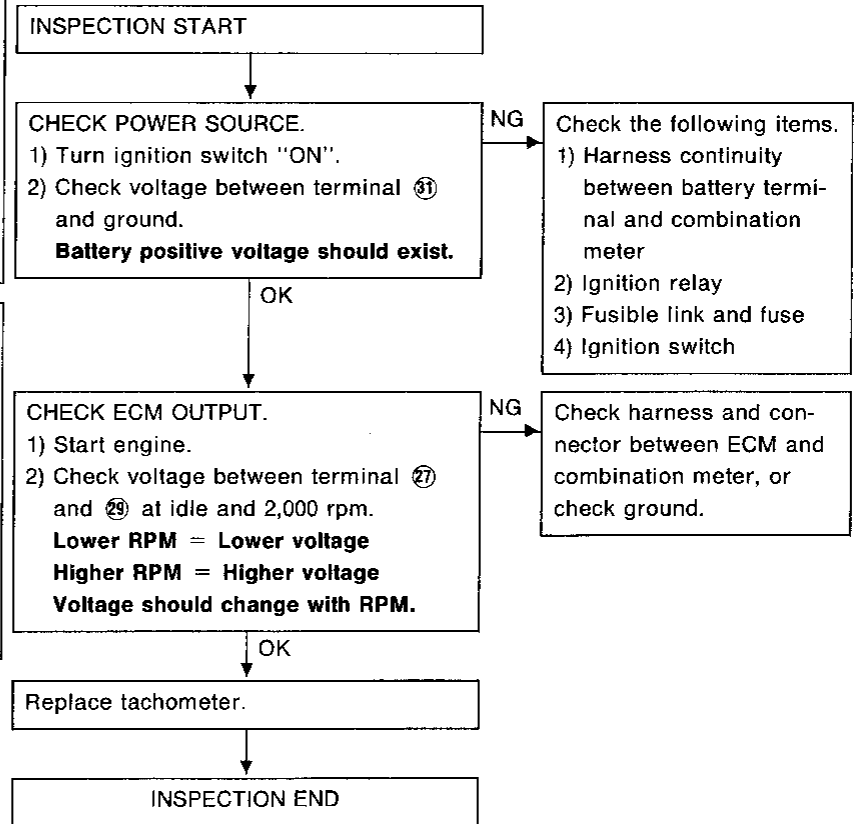 INSPECTION START
CHECK POWER SOURCE.
1) Turn ignition switch "ON".
2) Check voltage between terminal ㉛
and ground.
Battery positive voltage should exist.
NG
Check the following items.
1) Harness continuity
between battery termi-
nal and combination
meter
2) Ignition relay
3) Fusible link and fuse
4) Ignition switch
OK
CHECK ECM OUTPUT.
1) Start engine.
2) Check voltage between terminal ㉗
and ㉙ at idle and 2,000 rpm.
Lower RPM = Lower voltage
Higher RPM = Higher voltage
Voltage should change with RPM.
NG
Check harness and con-
nector between ECM and
combination meter, or
check ground.
OK
Replace tachometer.
INSPECTION END